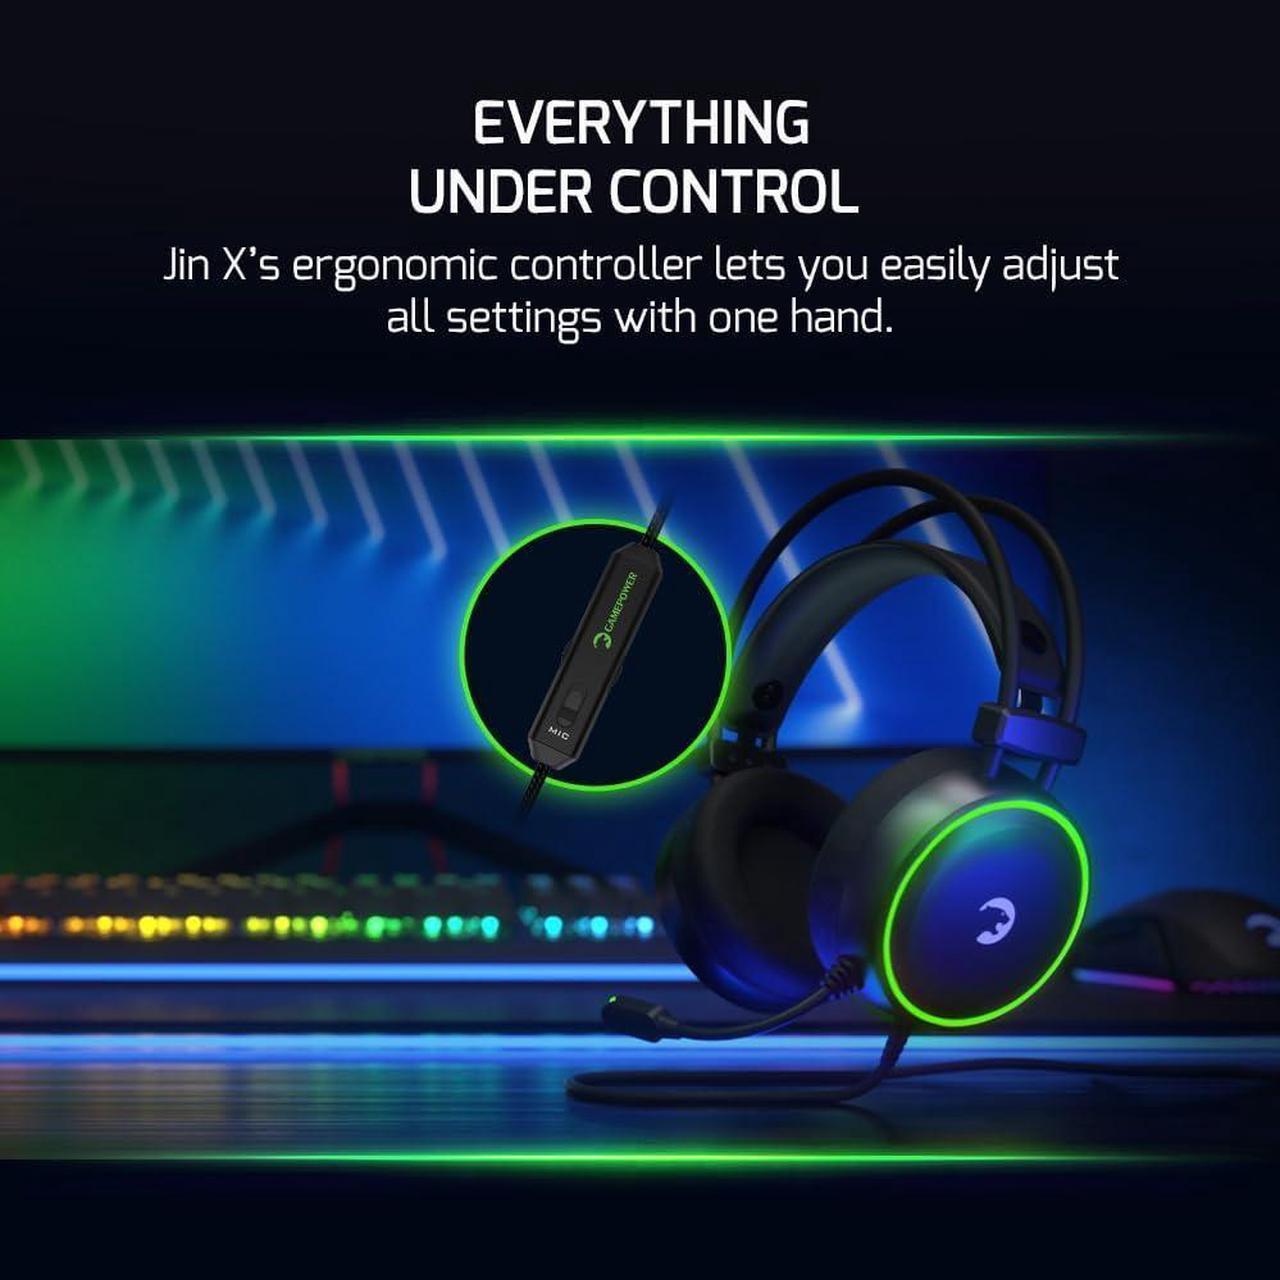 EVERYTHING
UNDER CONTROL
Jin X's ergonomic controller lets you easily adjust
all settings with one hand.
GAMEPOWER
MIC